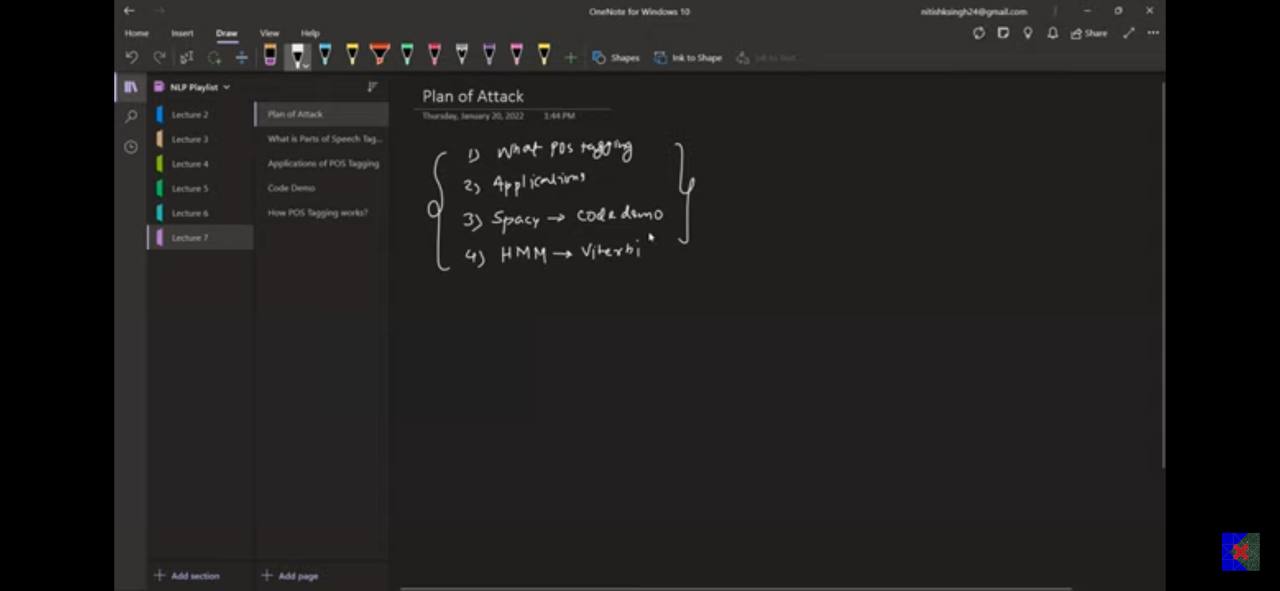 OneNote for Windows 10
nitishksingh24@gmail.com
Home Insert Draw View Help
Share
Shapes Ink to Shape
NLP Playlist
Lecture 2
Lecture 3
Lecture 4
Lecture 5
Lecture 6
Lecture 7
Plan of Attack
What is Parts of Speech Tag...
Applications of POS Tagging
Code Demo
How POS Tagging works?
Plan of Attack
Thursday, January 20, 2022 3:44 PM
1) What POS tagging
2) Applications
3) Spacy → code demo
4) HMM → Viterbi
+ Add section + Add page